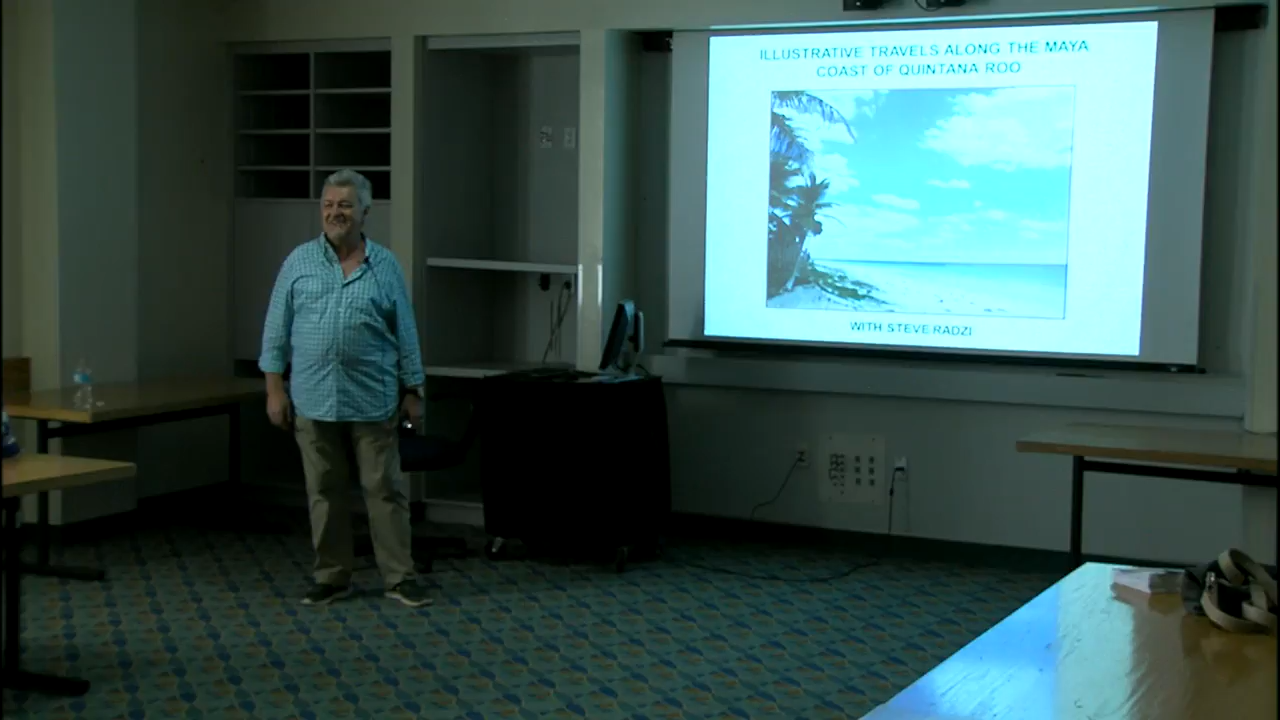 ILLUSTRATIVE TRAVELS ALONG THE MAYA
COAST OF QUINTANA ROO
WITH STEVE RADZI